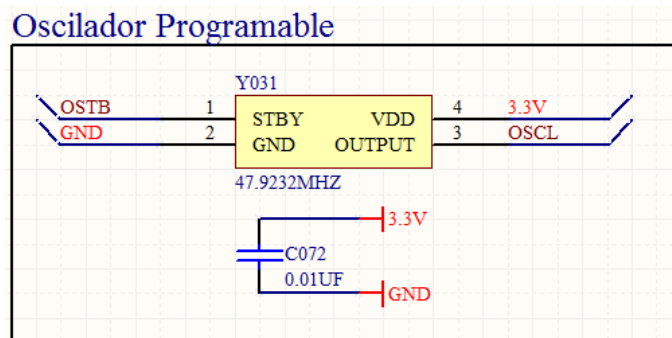 Oscilador Programable
Y031
OSTB 1 STBY VDD 4 3.3V
GND 2 GND OUTPUT 3 OSCL
47.9232MHZ
3.3V
C072
0.01UF
GND